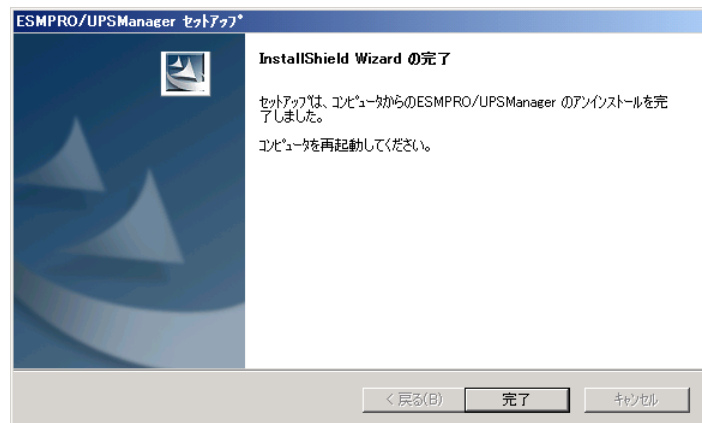 ESMPRO/UPSManager ｾｯﾄｱｯﾌﾟ
InstallShield Wizard の完了
ｾｯﾄｱｯﾌﾟは、ｺﾝﾋﾟｭｰﾀからのESMPRO/UPSManager のｱﾝｲﾝｽﾄｰﾙを完
了しました。
ｺﾝﾋﾟｭｰﾀを再起動してください。
< 戻る(B)
完了
ｷｬﾝｾﾙ